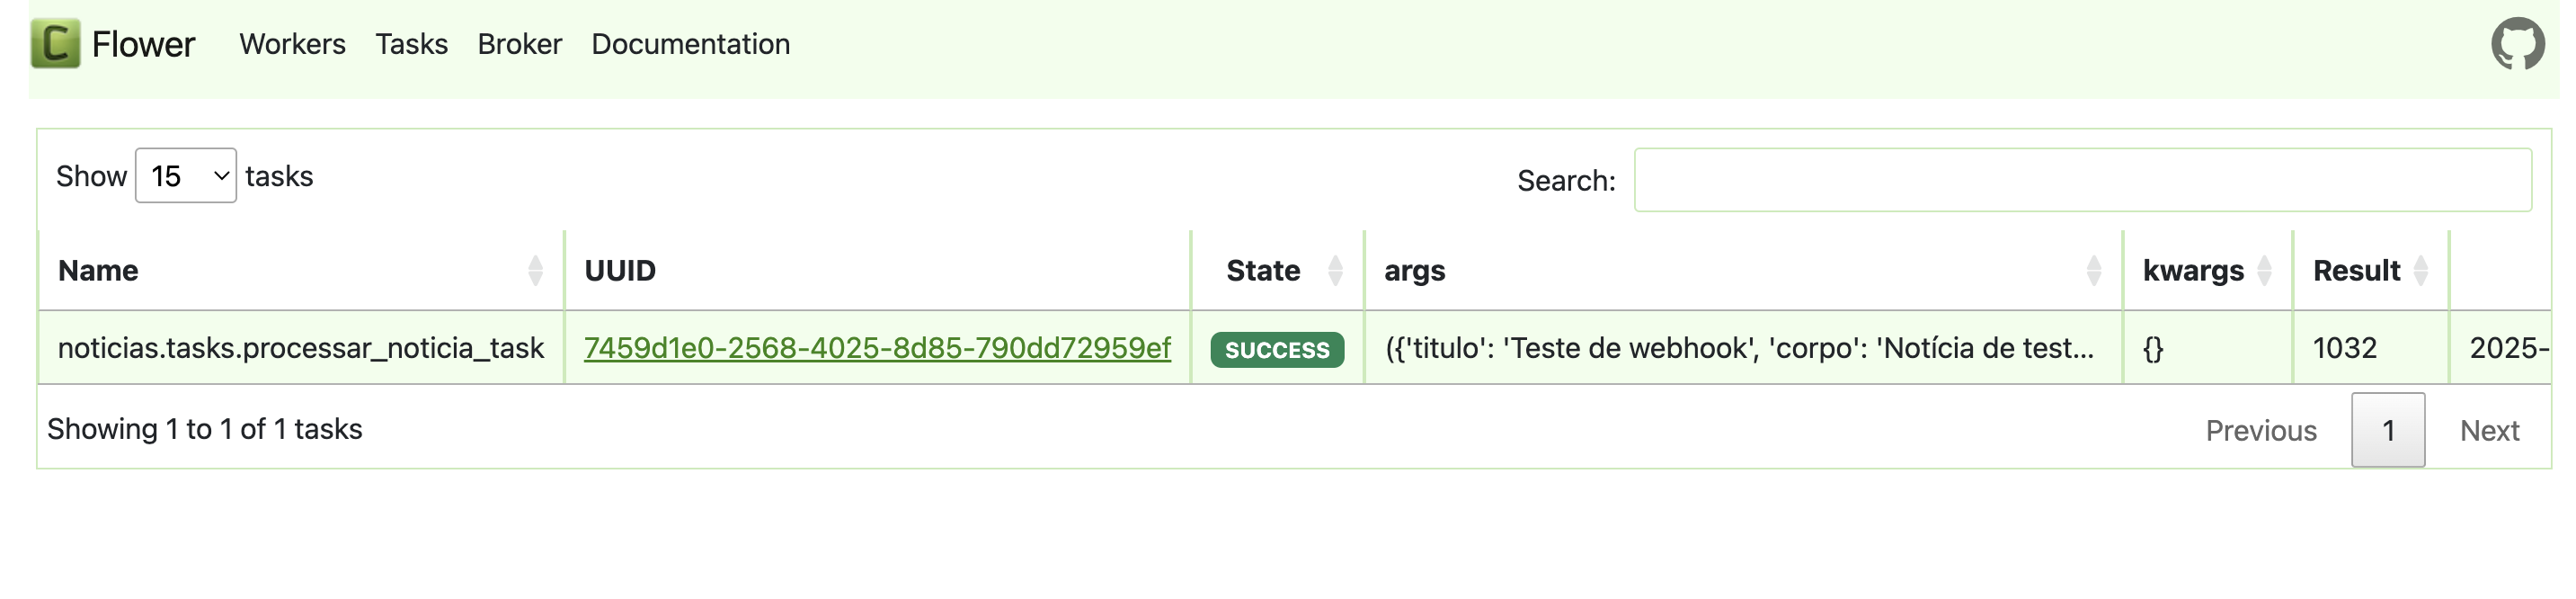 C Flower Workers Tasks Broker Documentation
Show 15 tasks Search:
Name UUID State args kwargs Result
noticias.tasks.processar_noticia_task 7459d1e0-2568-4025-8d85-790dd72959ef SUCCESS ({'titulo': 'Teste de webhook', 'corpo': 'Notícia de test... {} 1032 2025-
Showing 1 to 1 of 1 tasks Previous 1 Next